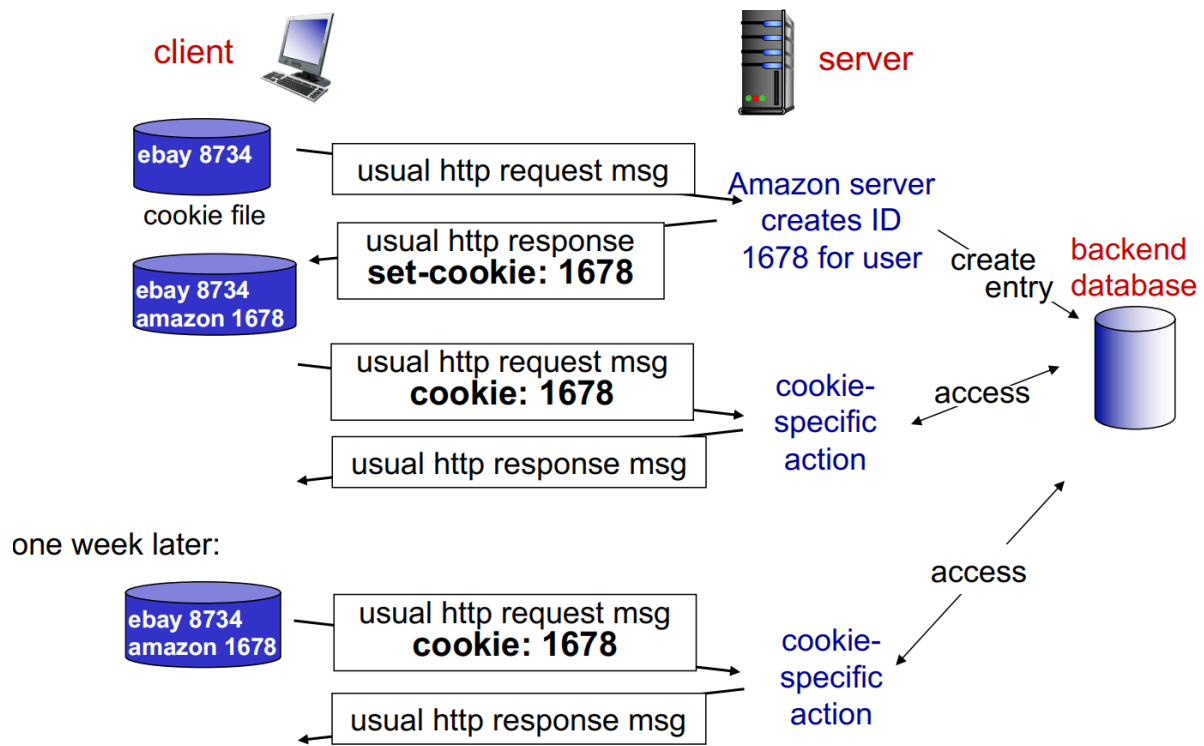 client
server
ebay 8734
cookie file
usual http request msg
Amazon server
creates ID
1678 for user
usual http response
set-cookie: 1678
ebay 8734
amazon 1678
create
entry
backend
database
usual http request msg
cookie: 1678
cookie-
specific
action
access
usual http response msg
one week later:
ebay 8734
amazon 1678
usual http request msg
cookie: 1678
cookie-
specific
action
access
usual http response msg